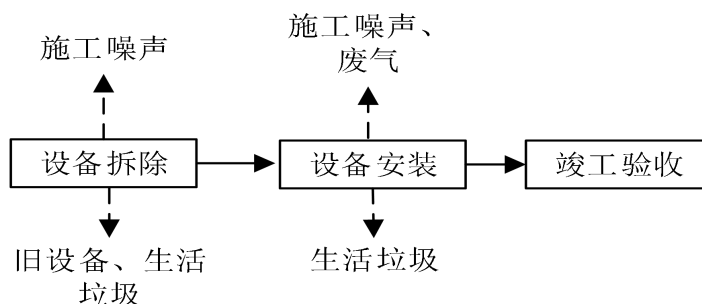 施工噪声
施工噪声、
废气
设备拆除
设备安装
竣工验收
旧设备、生活
垃圾
生活垃圾